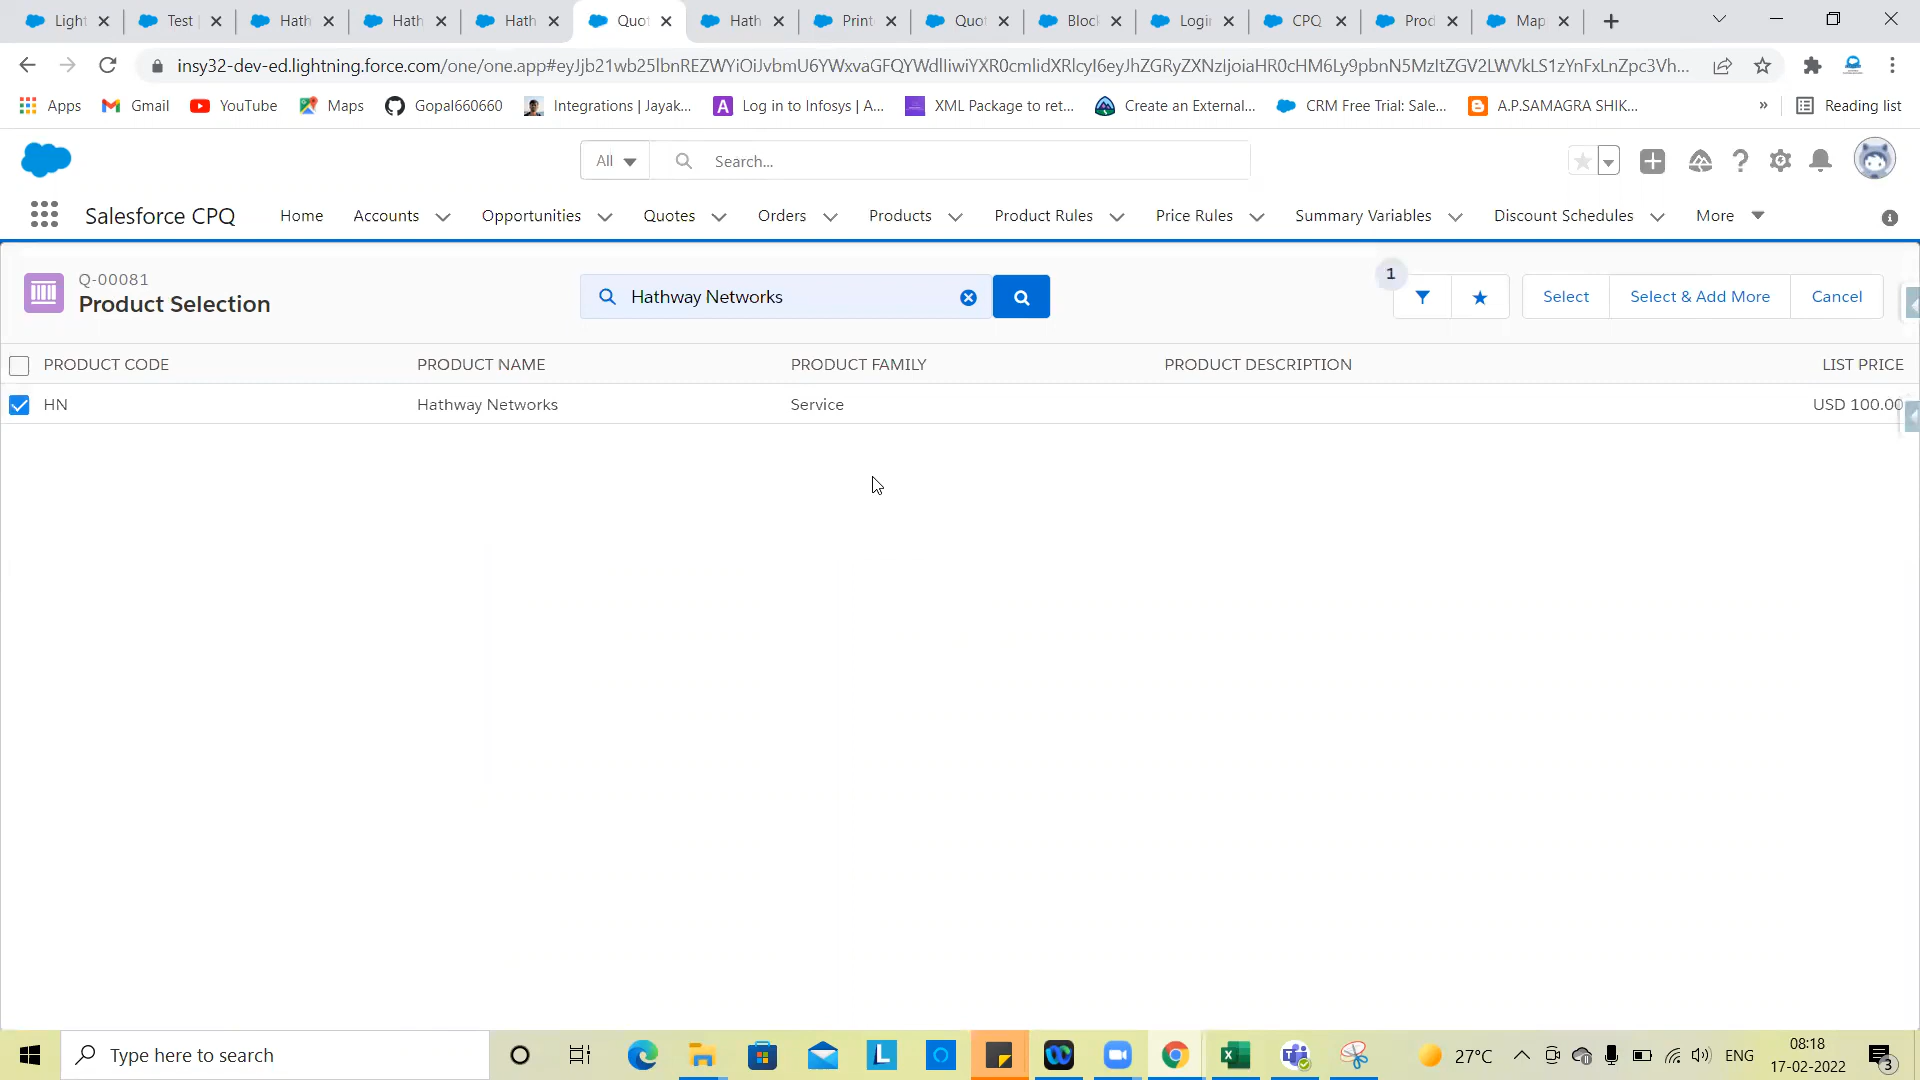 Light Test Hath Hath Hath Quot Hath Print Quot Block Login CPQ Prod Map
insy32-dev-ed.lightning.force.com/one/one.app#
Apps Gmail YouTube Maps Gopal660660 Integrations | Jayak... Log in to Infosys | A... XML Package to ret... Create an External... CRM Free Trial: Sale... A.P.SAMAGRA SHIK... » Reading list
All Search...
Salesforce CPQ Home Accounts Opportunities Quotes Orders Products Product Rules Price Rules Summary Variables Discount Schedules More
Q-00081
Product Selection
Hathway Networks
1
Select Select & Add More Cancel
PRODUCT CODE PRODUCT NAME PRODUCT FAMILY PRODUCT DESCRIPTION LIST PRICE
HN Hathway Networks Service USD 100.00
Type here to search
27°C ENG
08:18
17-02-2022
3